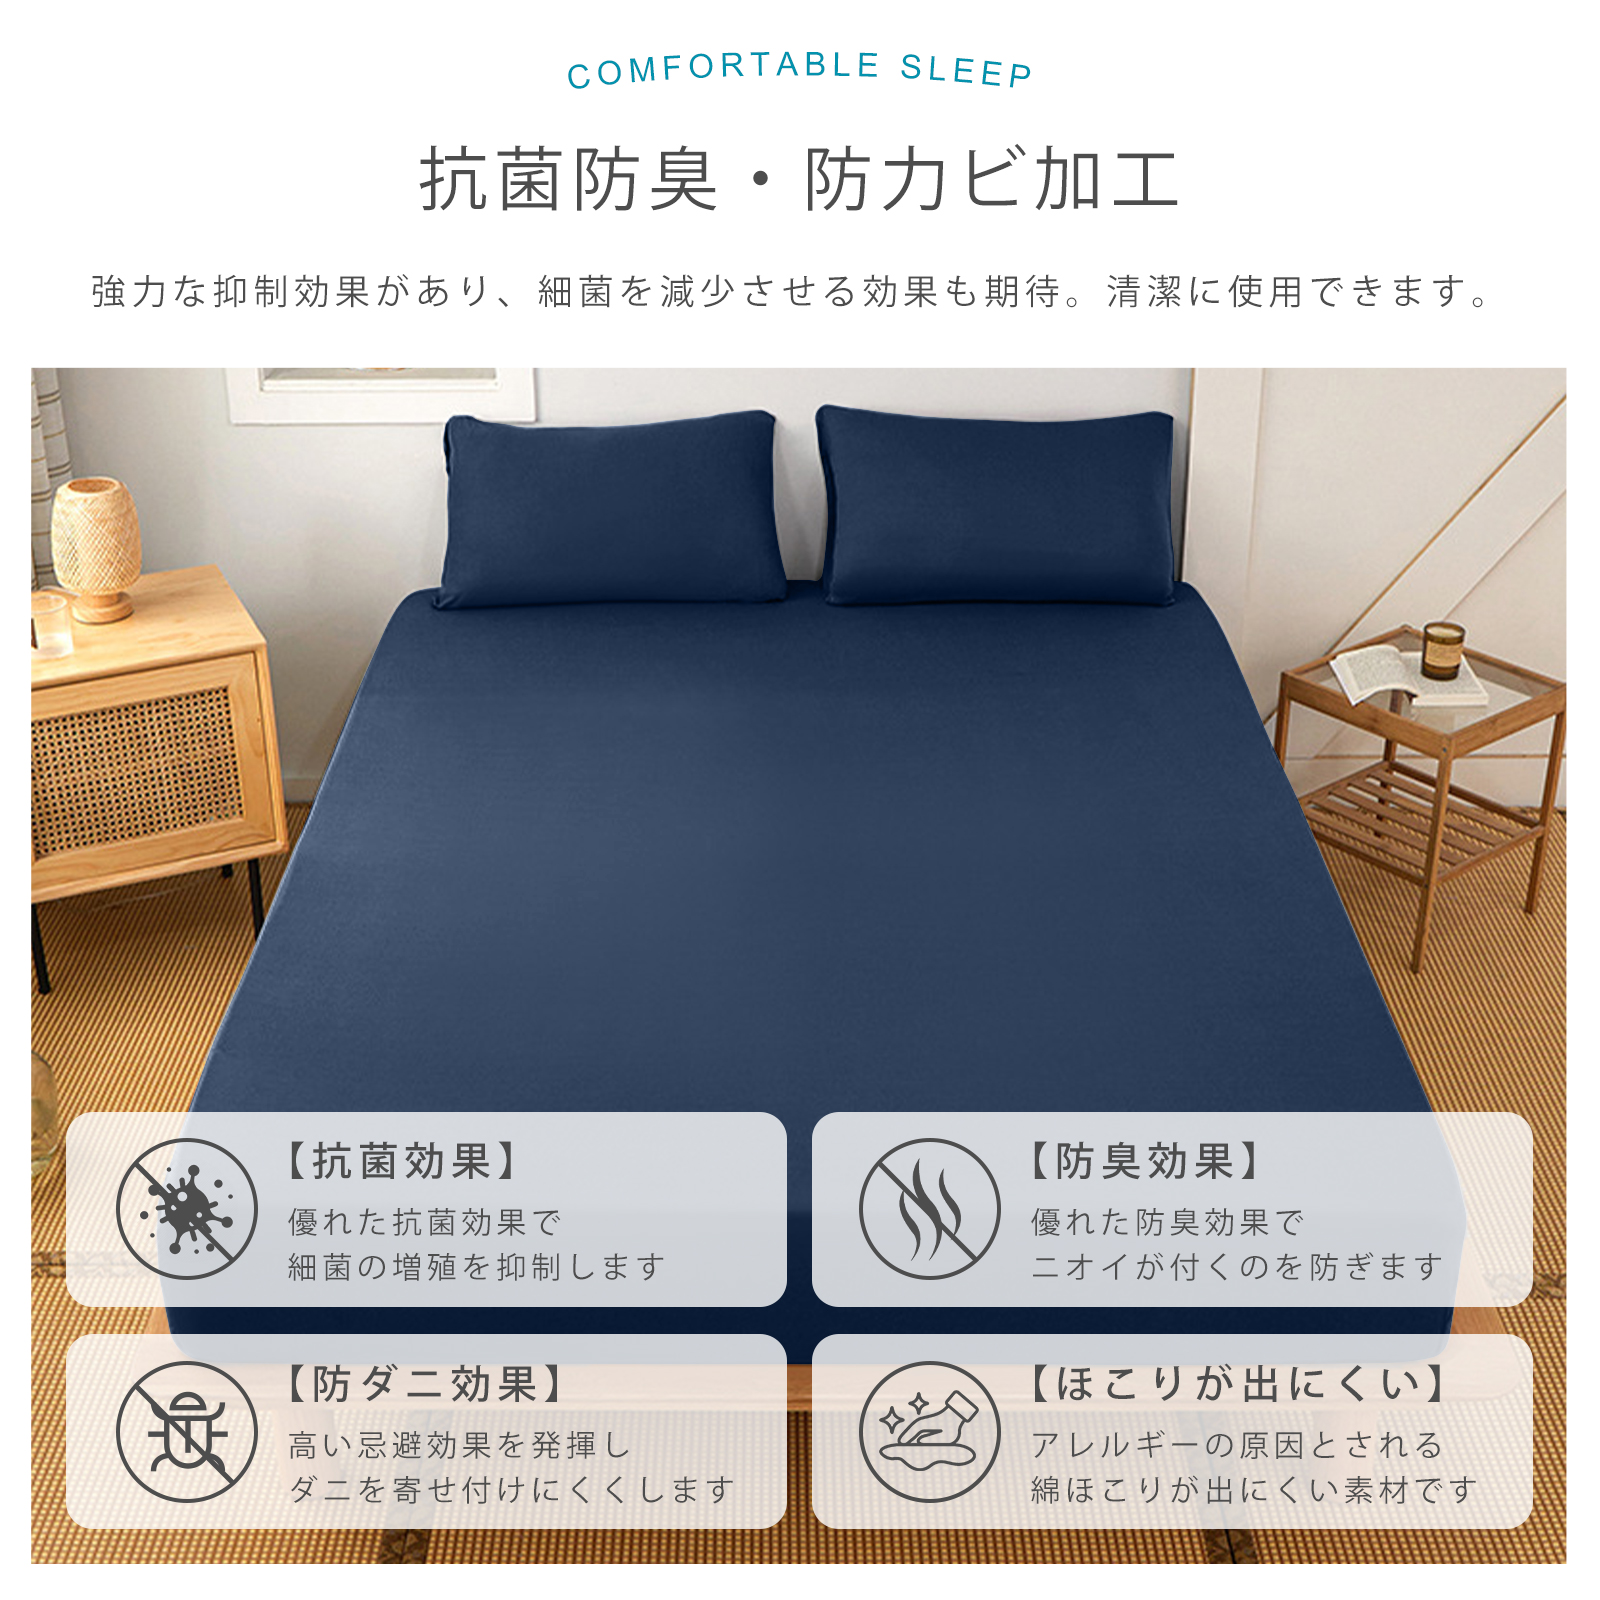 COMFORTABLE SLEEP
抗菌防臭・防カビ加工
強力な抑制効果があり、細菌を減少させる効果も期待。清潔に使用できます。
【抗菌効果】
優れた抗菌効果で
細菌の増殖を抑制します
【防臭効果】
優れた防臭効果で
ニオイが付くのを防ぎます
【防ダニ効果】
高い忌避効果を発揮し
ダニを寄せ付けにくくします
【ほこりが出にくい】
アレルギーの原因とされる
綿ほこりが出にくい素材です